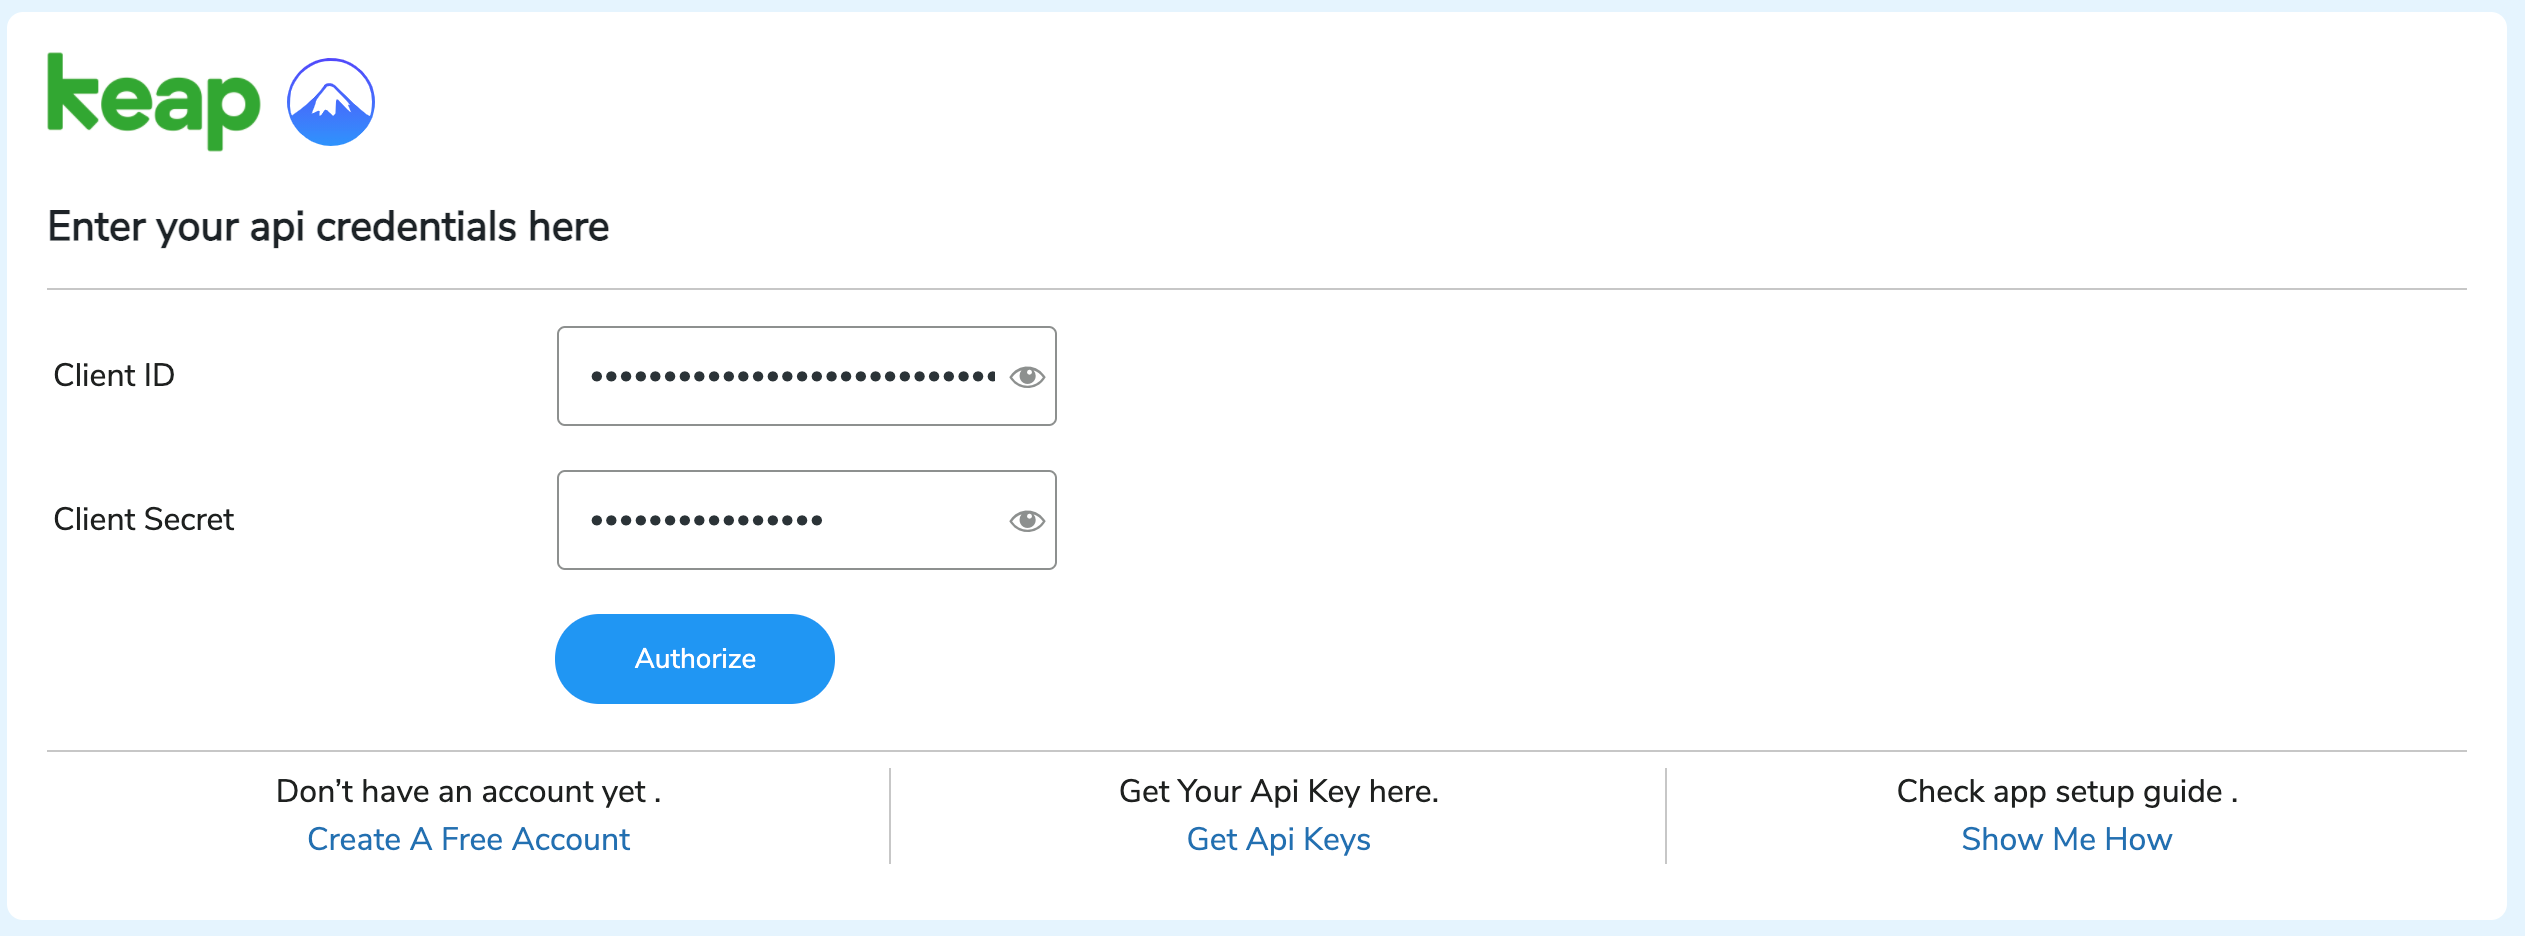 keap
Enter your api credentials here
Client ID
••••••••••••••••••••••••••••
Client Secret
••••••••••••••••
Authorize
Don’t have an account yet .
Create A Free Account
Get Your Api Key here.
Get Api Keys
Check app setup guide .
Show Me How